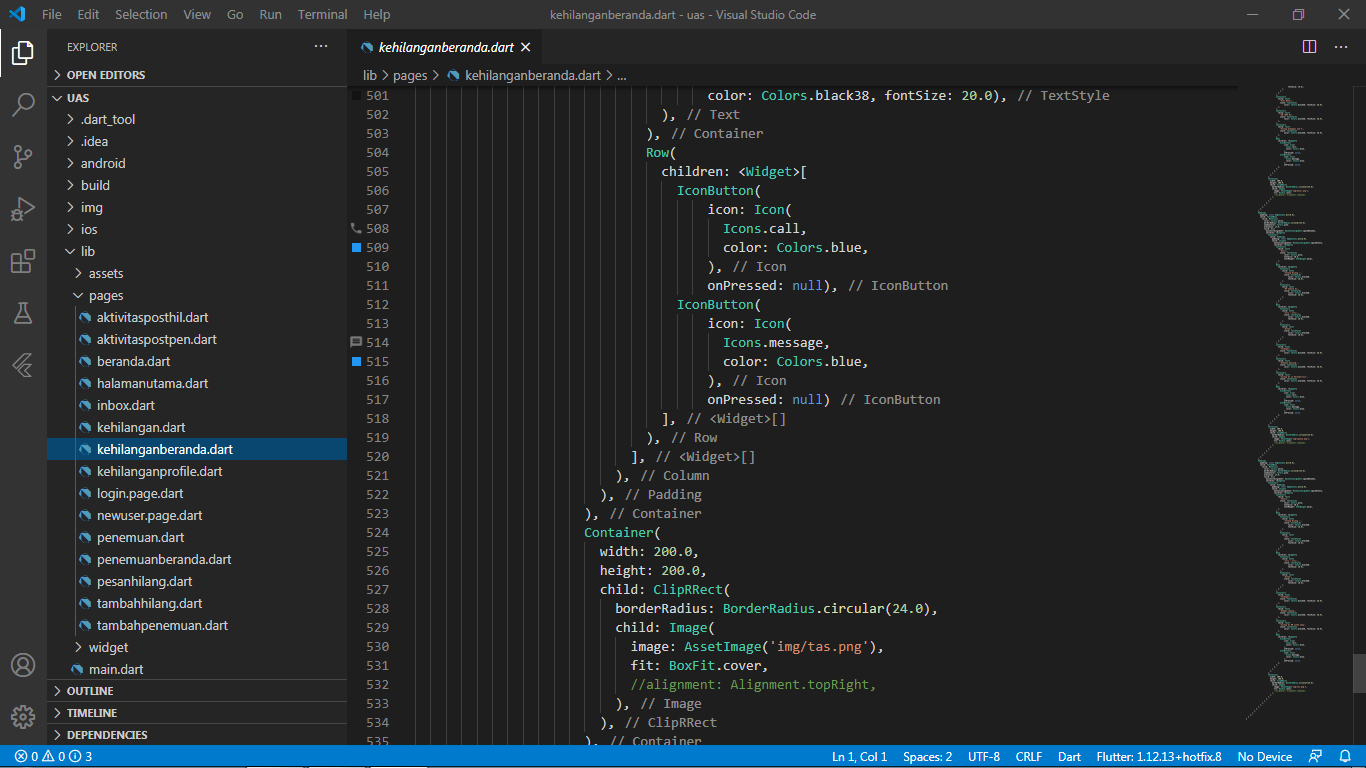 File Edit Selection View Go Run Terminal Help
kehilanganberanda.dart - uas - Visual Studio Code
EXPLORER
OPEN EDITORS
UAS
.dart_tool
.idea
android
build
img
ios
lib
assets
pages
aktivitasposthil.dart
aktivitaspostpen.dart
beranda.dart
halamanutama.dart
inbox.dart
kehilangan.dart
kehilanganberanda.dart
kehilanganprofile.dart
login.page.dart
newuser.page.dart
penemuan.dart
penemuanberanda.dart
pesanhilang.dart
tambahhilang.dart
tambahpenemuan.dart
widget
main.dart
OUTLINE
TIMELINE
DEPENDENCIES
kehilanganberanda.dart
lib > pages > kehilanganberanda.dart > ...
501 color: Colors.black38, fontSize: 20.0), // TextStyle
502 ), // Text
503 ), // Container
504 Row(
505 children: <Widget>[
506 IconButton(
507 icon: Icon(
508 Icons.call,
509 color: Colors.blue,
510 ), // Icon
511 onPressed: null), // IconButton
512 IconButton(
513 icon: Icon(
514 Icons.message,
515 color: Colors.blue,
516 ), // Icon
517 onPressed: null) // IconButton
518 ], // <Widget>[]
519 ), // Row
520 ], // <Widget>[]
521 ), // Column
522 ), // Padding
523 ), // Container
524 Container(
525 width: 200.0,
526 height: 200.0,
527 child: ClipRRect(
528 borderRadius: BorderRadius.circular(24.0),
529 child: Image(
530 image: AssetImage('img/tas.png'),
531 fit: BoxFit.cover,
532 //alignment: Alignment.topRight,
533 ), // Image
534 ), // ClipRRect
535 ), // Container
0 0 3
Ln 1, Col 1 Spaces: 2 UTF-8 CRLF Dart Flutter: 1.12.13+hotfix.8 No Device